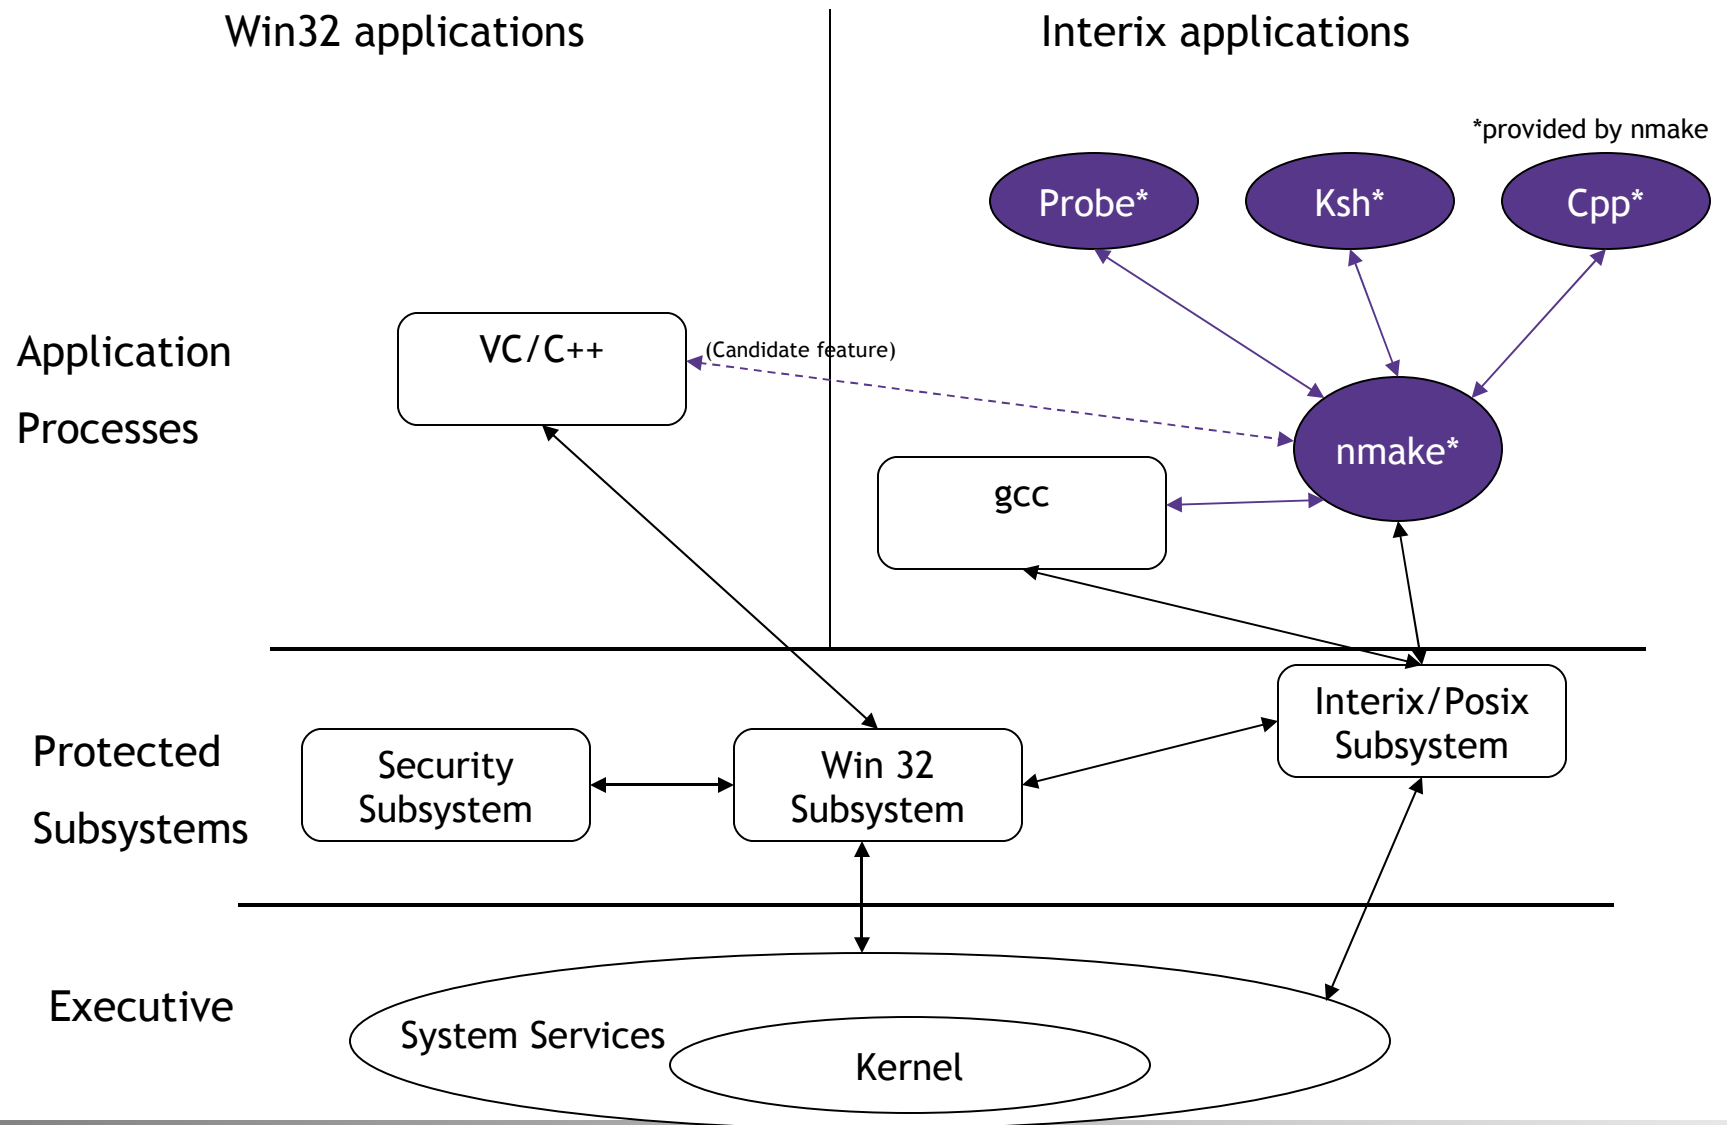 Win32 applications
Interix applications
*provided by nmake
Probe*
Ksh*
Cpp*
Application
Processes
VC/C++
(Candidate feature)
nmake*
gcc
Protected
Subsystems
Security
Subsystem
Win 32
Subsystem
Interix/Posix
Subsystem
Executive
System Services
Kernel